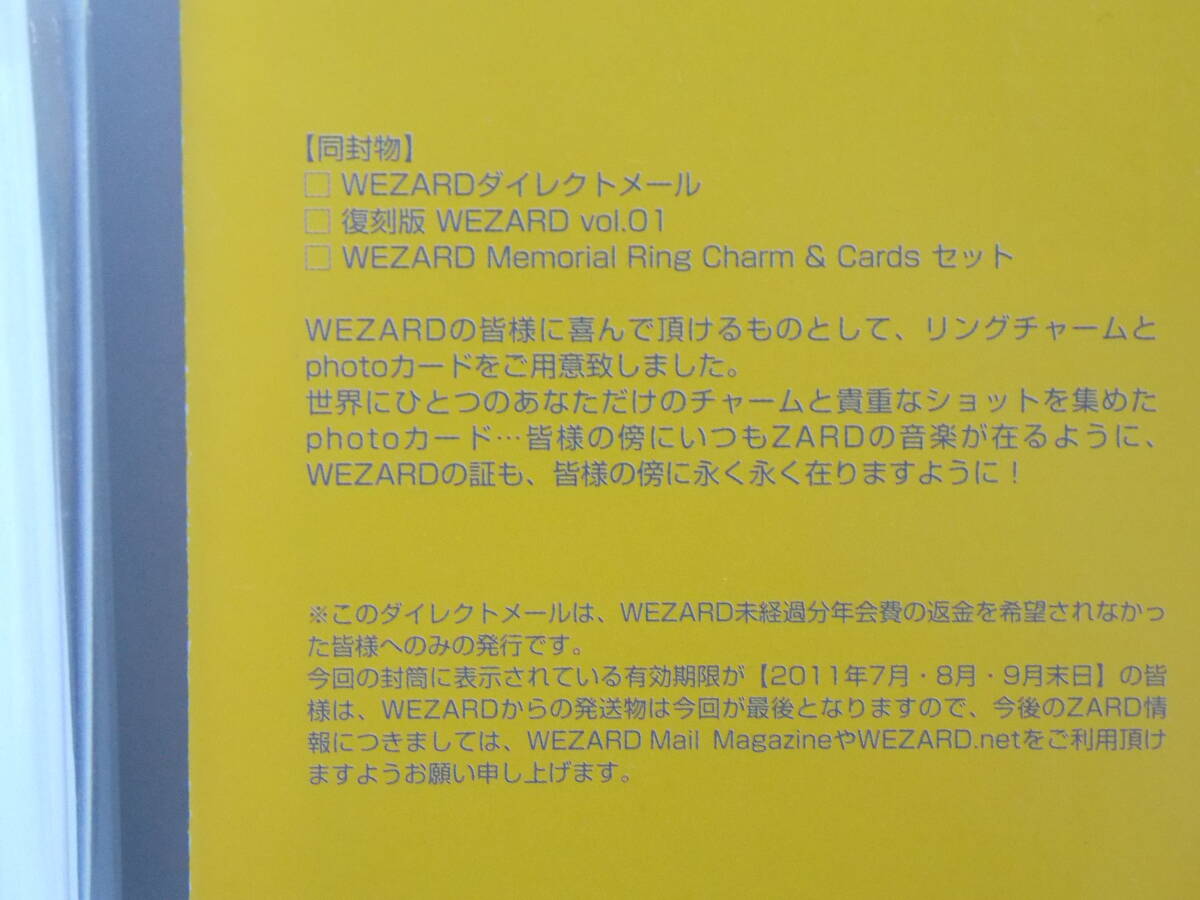 【同封物】
□ WEZARDダイレクトメール
□ 復刻版 WEZARD vol.01
□ WEZARD Memorial Ring Charm & Cards セット
WEZARDの皆様に喜んで頂けるものとして、リングチャームと
photoカードをご用意致しました。
世界にひとつのあなただけのチャームと貴重なショットを集めた
photoカード…皆様の傍にいつもZARDの音楽が在るように、
WEZARDの証も、皆様の傍に永く永く在りますように！
※このダイレクトメールは、WEZARD未経過分年会費の返金を希望されなかっ
た皆様へのみの発行です。
今回の封筒に表示されている有効期限が【2011年7月・8月・9月末日】の皆
様は、WEZARDからの発送物は今回が最後となりますので、今後のZARD情
報につきましては、WEZARD Mail MagazineやWEZARD.netをご利用頂け
ますようお願い申し上げます。